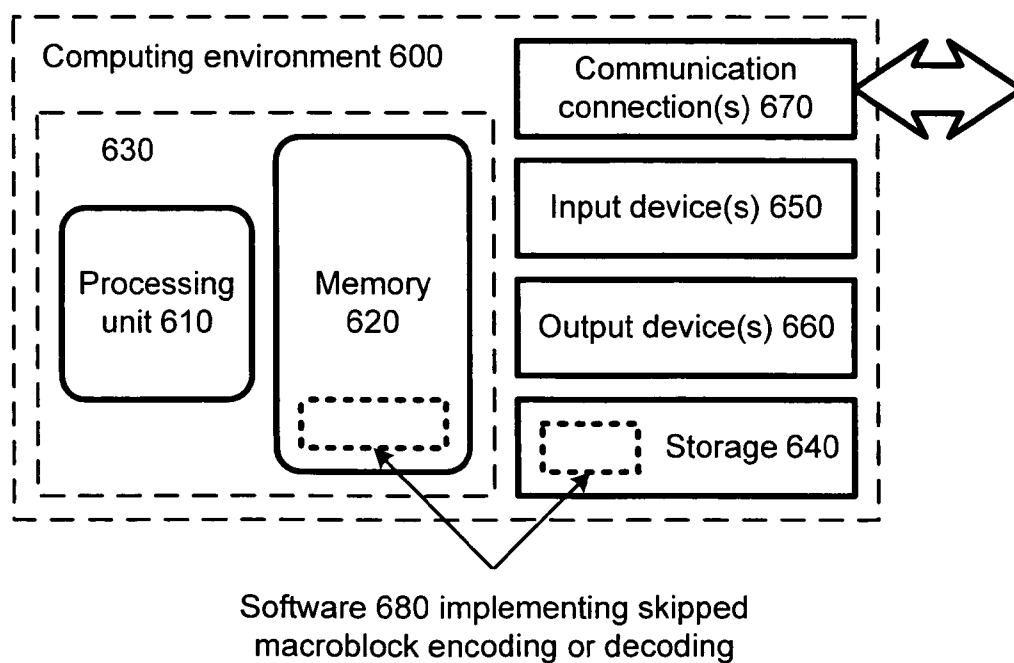 Computing environment 600
630
Processing
unit 610
Memory
620
Communication
connection(s) 670
Input device(s) 650
Output device(s) 660
Storage 640
Software 680 implementing skipped
macroblock encoding or decoding